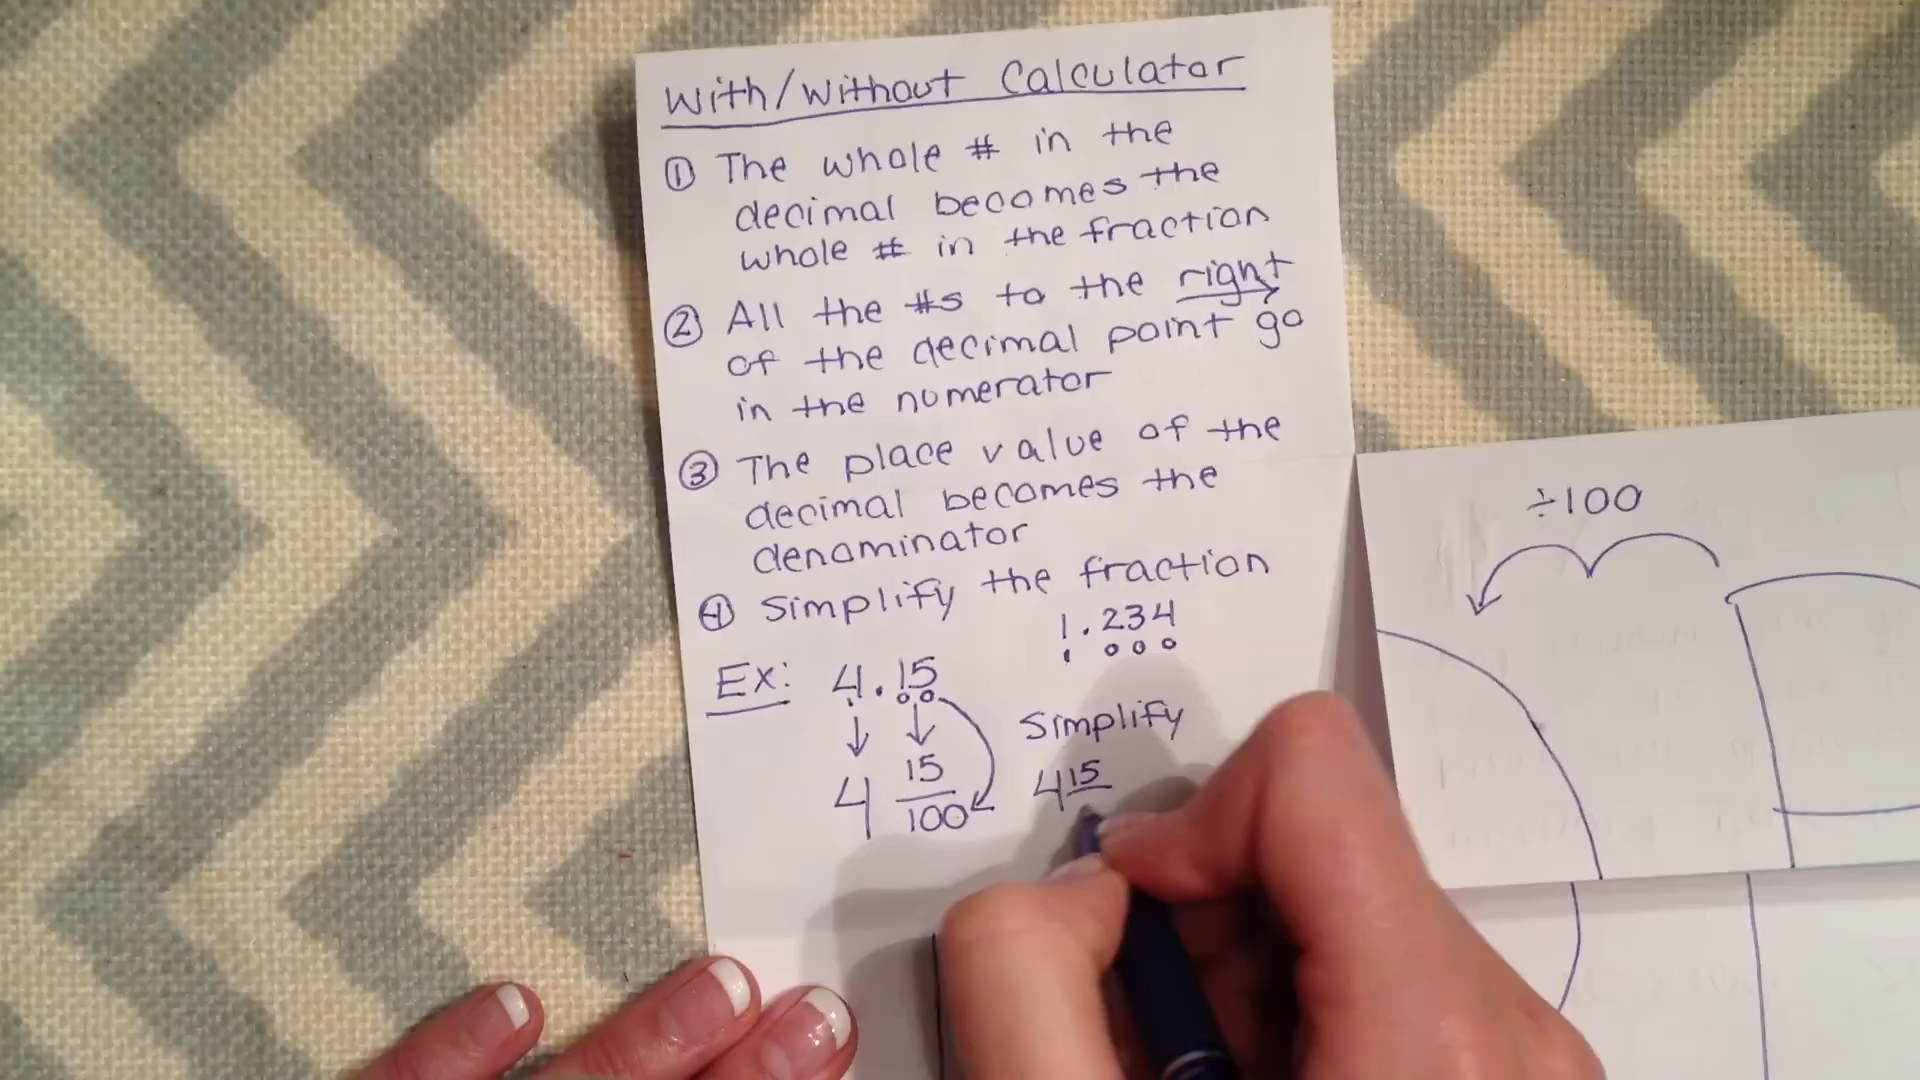 With/Without Calculator
① The whole # in the
decimal becomes the
whole # in the fraction
② All the #s to the right
of the decimal point go
in the numerator
③ The place value of the
decimal becomes the
denominator
④ Simplify the fraction
1.234
1 000
Ex: 4.15
4 15/100
Simplify
4 15
÷100